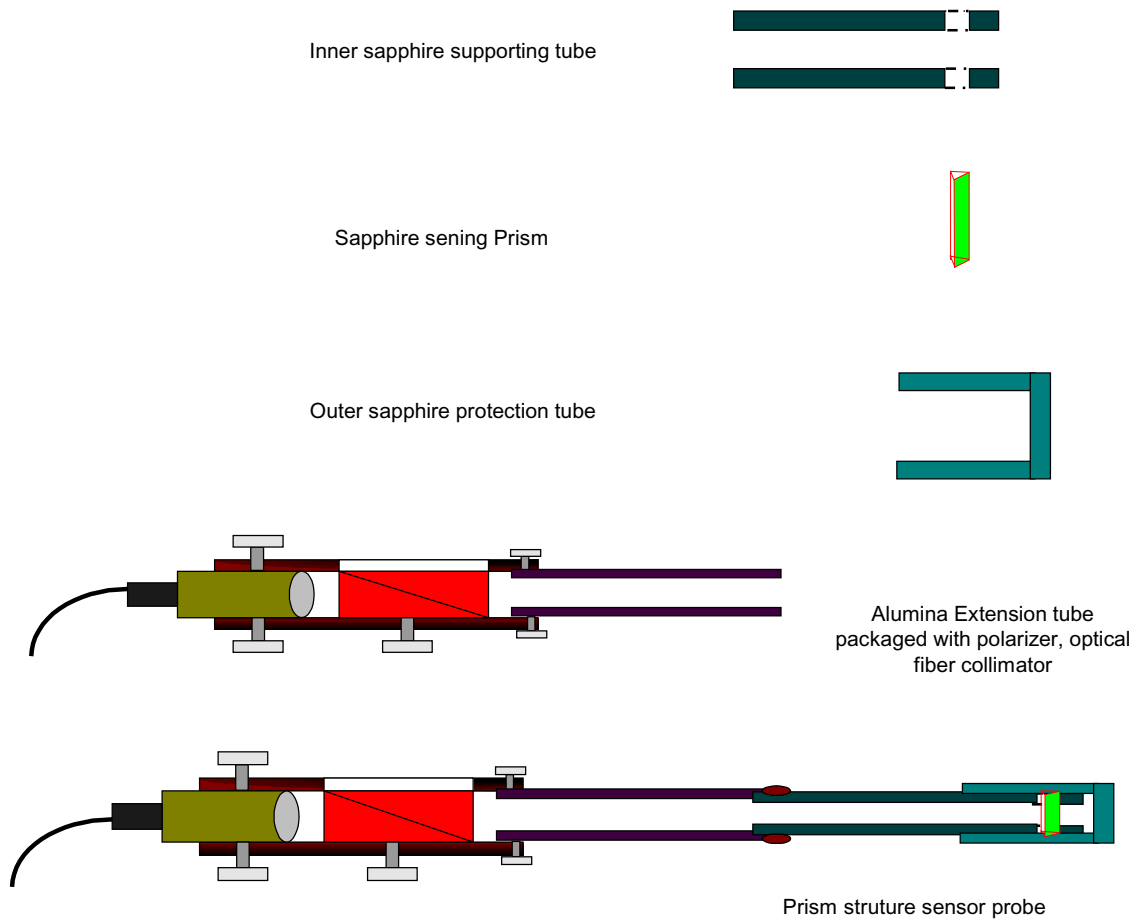 Inner sapphire supporting tube
Sapphire sening Prism
Outer sapphire protection tube
Alumina Extension tube
packaged with polarizer, optical
fiber collimator
Prism struture sensor probe